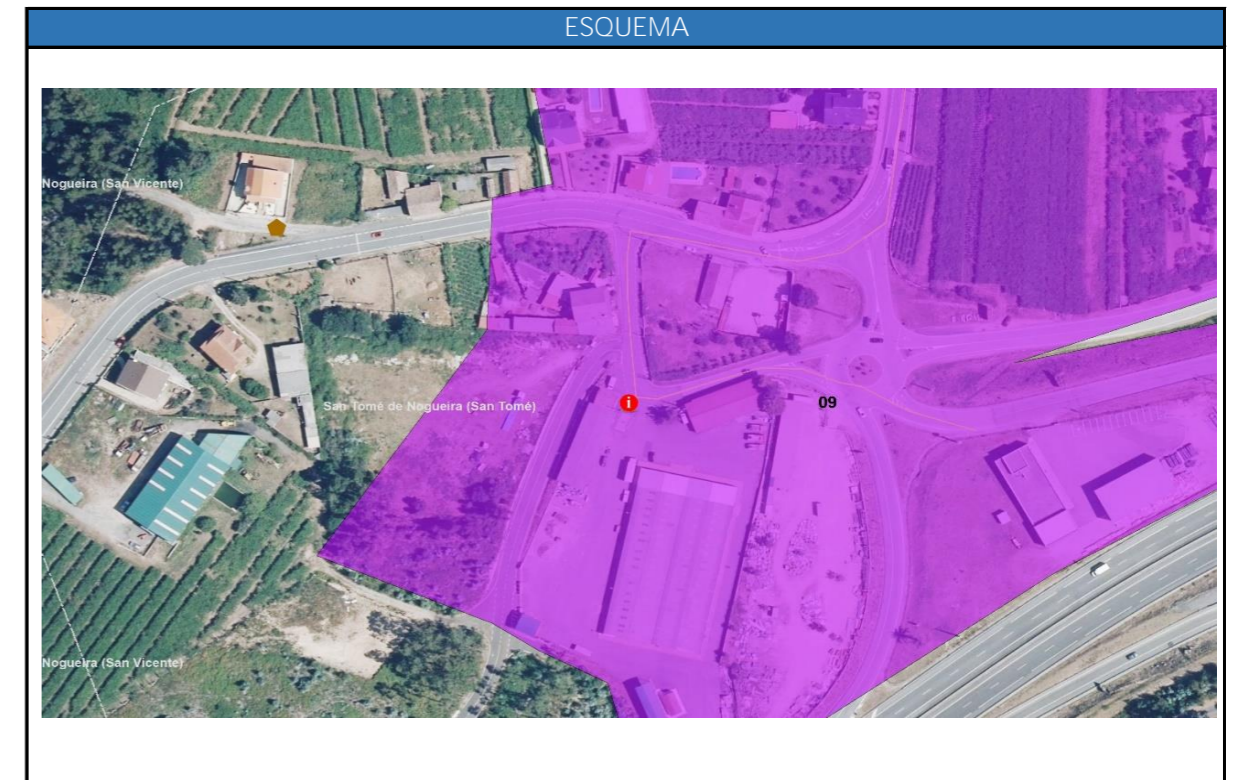 ESQUEMA
Nogueira (San Vicente)
San Tomé de Nogueira (San Tomé)
i
09
Nogueira (San Vicente)